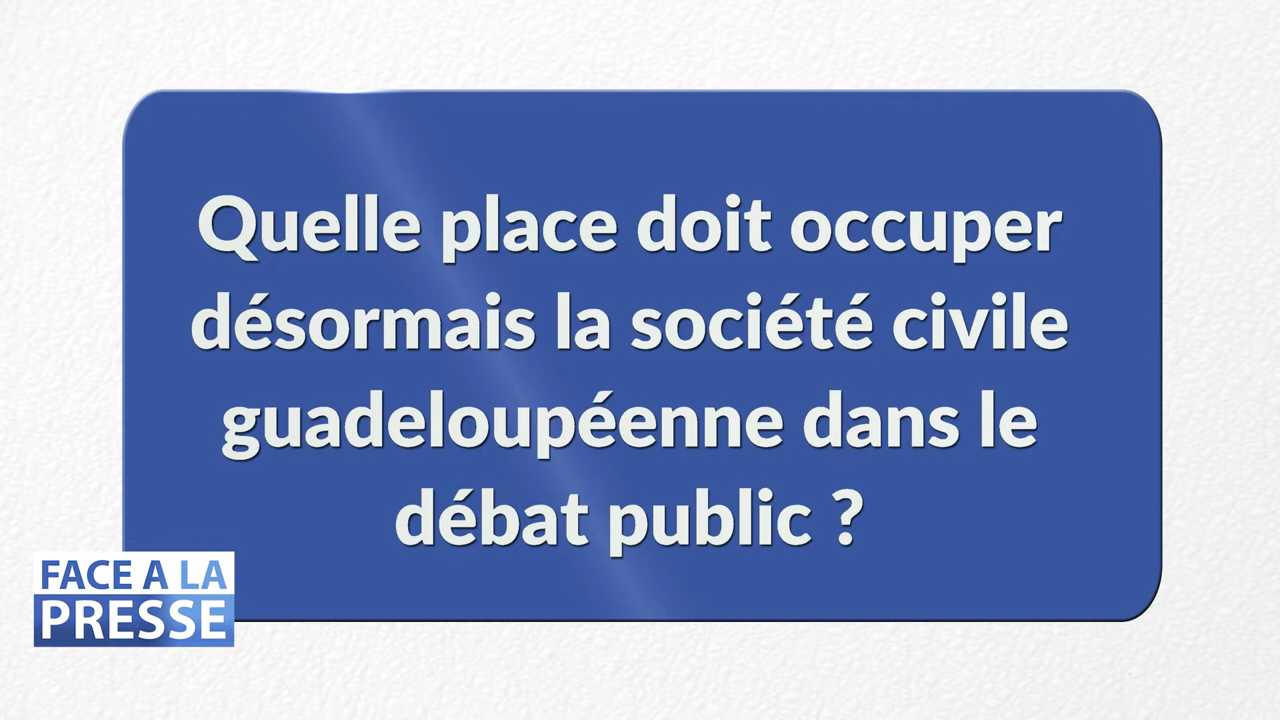 Quelle place doit occuper
désormais la société civile
guadeloupéenne dans le
débat public ?
FACE A LA
PRESSE